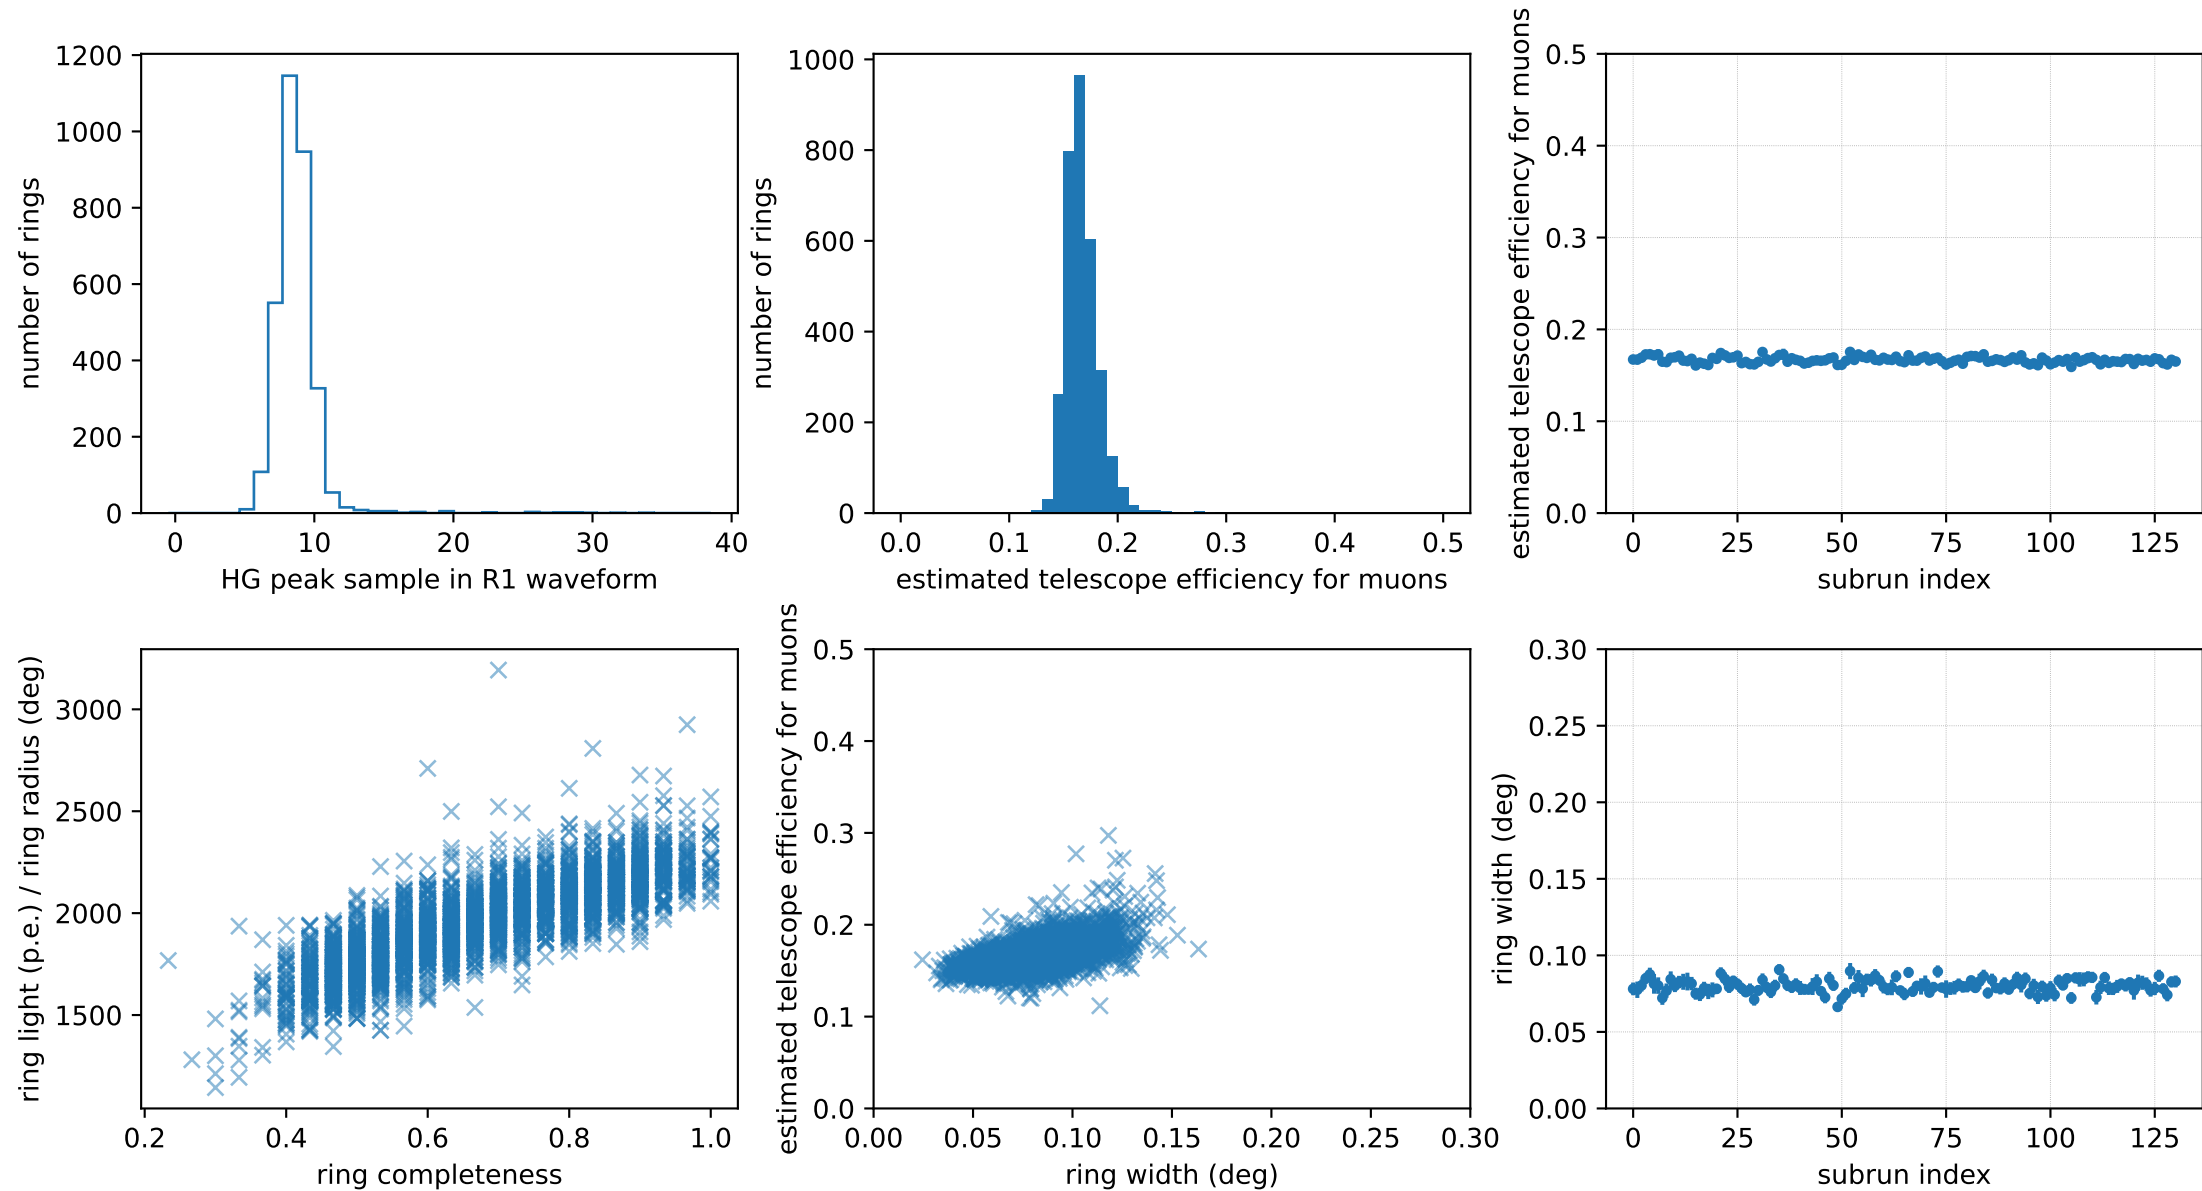 number of rings
1200
1000
800
600
400
200
0
0 10 20 30 40
HG peak sample in R1 waveform
number of rings
1000
800
600
400
200
0
0.0 0.1 0.2 0.3 0.4 0.5
estimated telescope efficiency for muons
estimated telescope efficiency for muons
0.5
0.4
0.3
0.2
0.1
0.0
0 25 50 75 100 125
subrun index
ring light (p.e.) / ring radius (deg)
3000
2500
2000
1500
0.2 0.4 0.6 0.8 1.0
ring completeness
estimated telescope efficiency for muons
0.5
0.4
0.3
0.2
0.1
0.0
0.00 0.05 0.10 0.15 0.20 0.25 0.30
ring width (deg)
ring width (deg)
0.30
0.25
0.20
0.15
0.10
0.05
0.00
0 25 50 75 100 125
subrun index